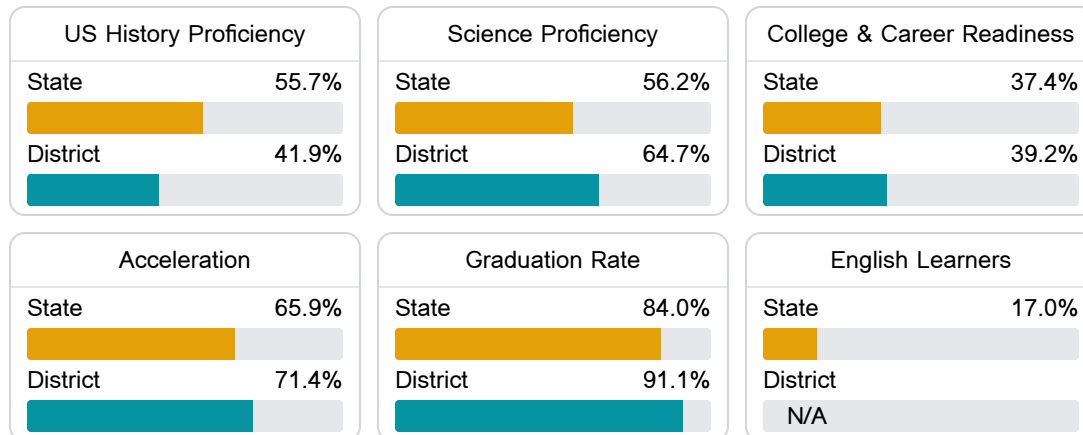 US History Proficiency
State 55.7%
District 41.9%
Science Proficiency
State 56.2%
District 64.7%
College & Career Readiness
State 37.4%
District 39.2%
Acceleration
State 65.9%
District 71.4%
Graduation Rate
State 84.0%
District 91.1%
English Learners
State 17.0%
District
N/A